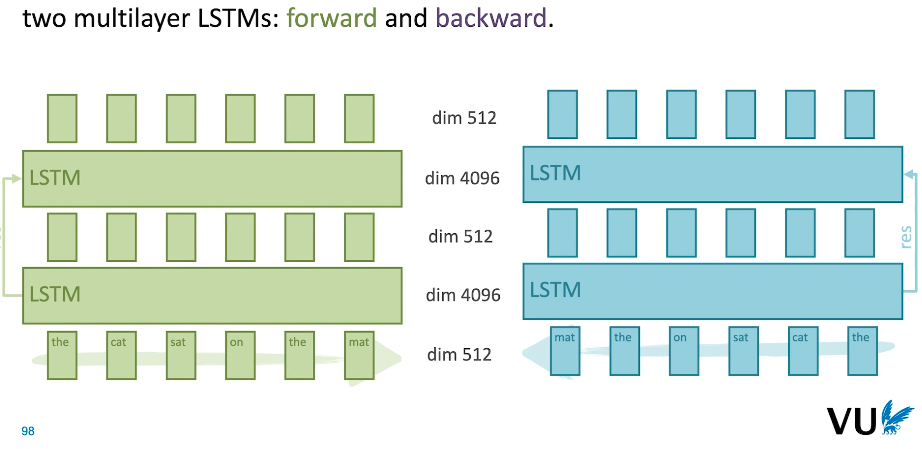 two multilayer LSTMs: forward and backward.
dim 512
LSTM
dim 4096
LSTM
dim 512
res
LSTM
dim 4096
LSTM
the cat sat on the mat
dim 512
mat the on sat cat the
98
VU